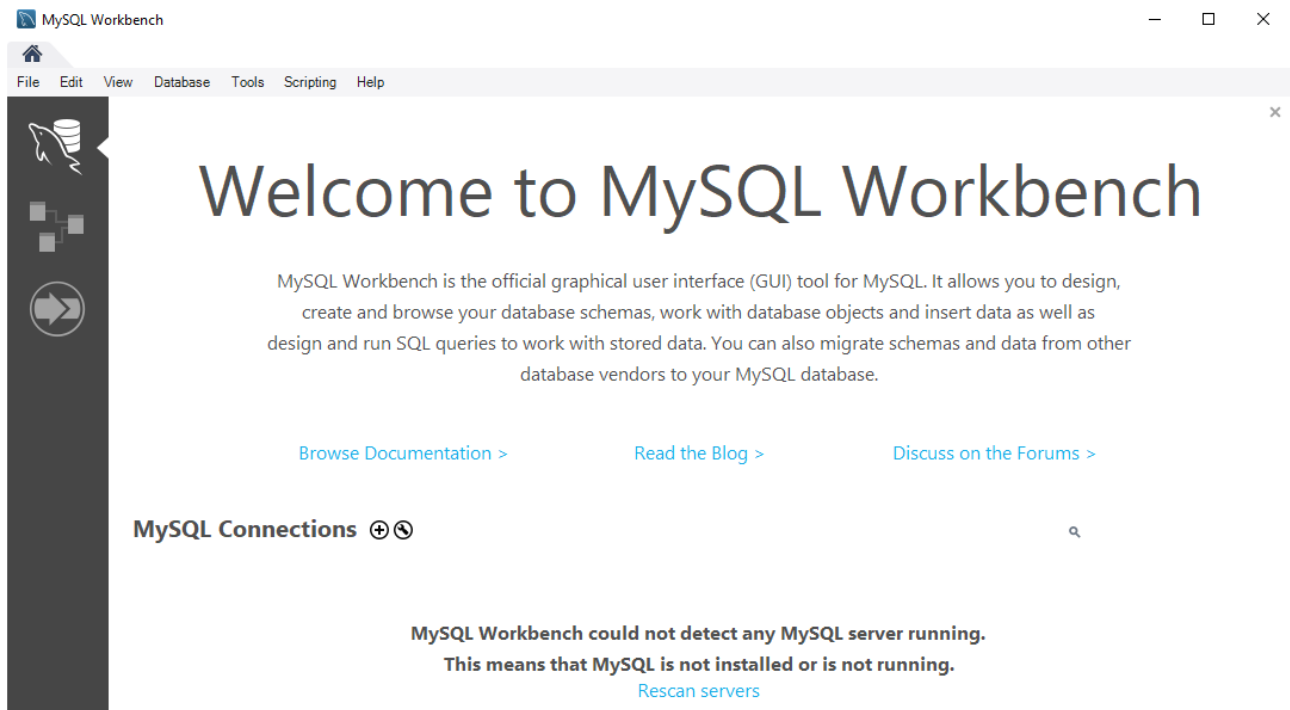 MySQL Workbench
File Edit View Database Tools Scripting Help
Welcome to MySQL Workbench
MySQL Workbench is the official graphical user interface (GUI) tool for MySQL. It allows you to design,
create and browse your database schemas, work with database objects and insert data as well as
design and run SQL queries to work with stored data. You can also migrate schemas and data from other
database vendors to your MySQL database.
Browse Documentation > Read the Blog > Discuss on the Forums >
MySQL Connections
MySQL Workbench could not detect any MySQL server running.
This means that MySQL is not installed or is not running.
Rescan servers